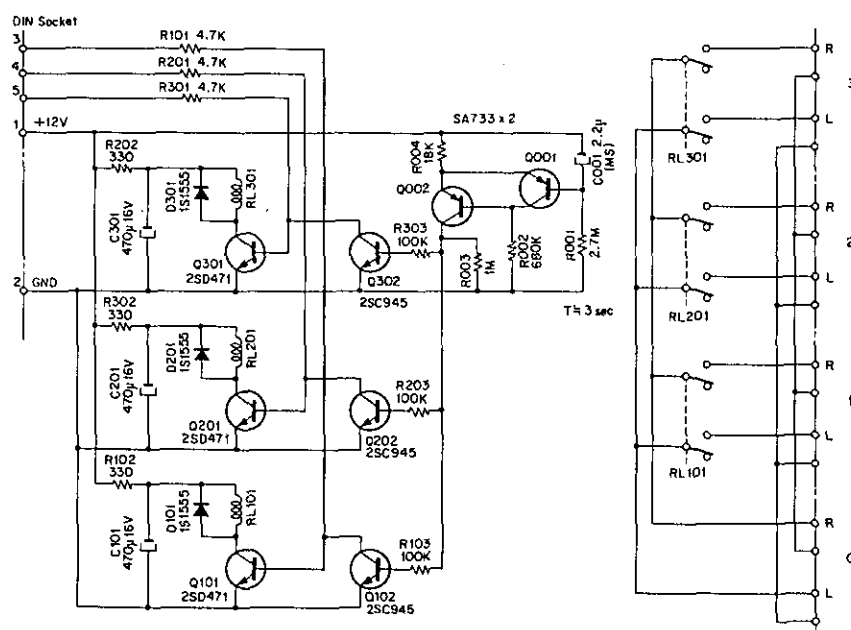 DIN Socket
3
R101 4.7K
4
R201 4.7K
5
R301 4.7K
1
+12V
R202
330
D301
1S1555
RL301
C301
470μ16V
Q301
2SD471
2
GND
SA733 x 2
R004
18K
Q001
C001 2.2μ
(MS)
Q002
R303
100K
R003
1M
R002
680K
R001
2.7M
Q302
2SC945
T≒3 sec
R302
330
D201
1S1555
RL201
C201
470μ16V
Q201
2SD471
R203
100K
Q202
2SC945
R102
330
D101
1S1555
RL101
C101
470μ16V
Q101
2SD471
R103
100K
Q102
2SC945
R
L
RL301
R
2
L
RL201
R
1
L
RL101
R
L